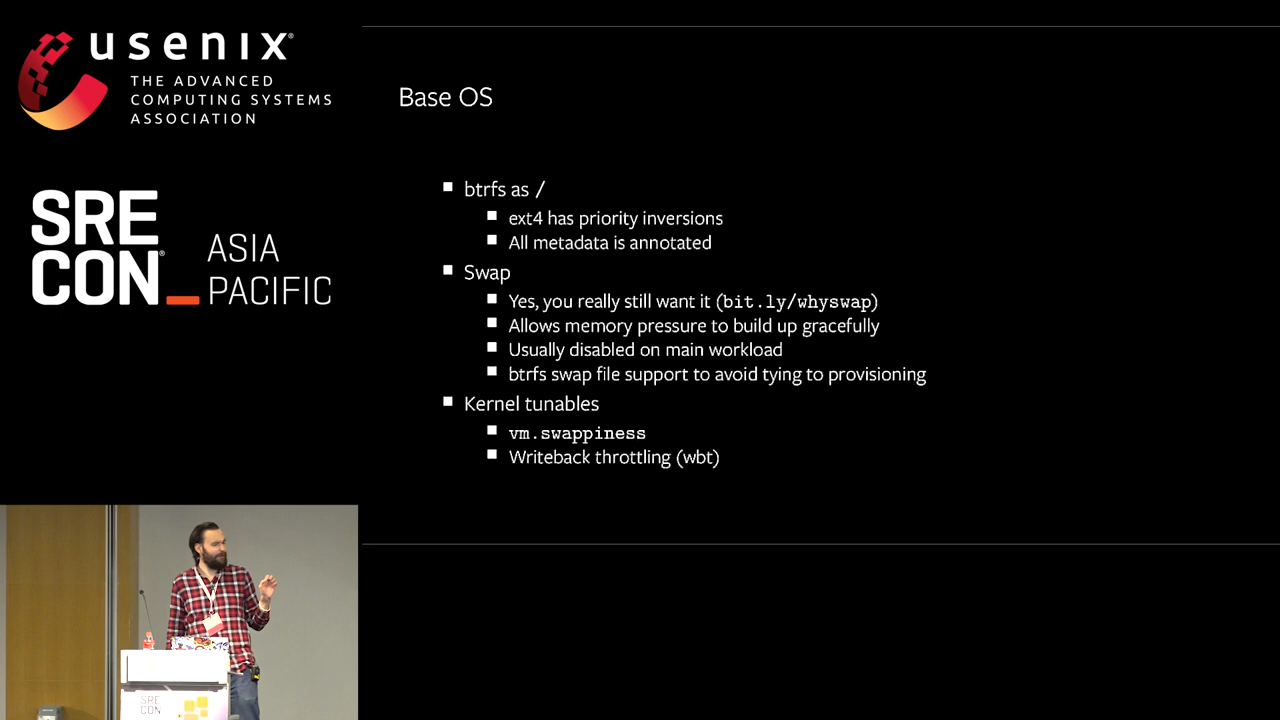 usenix®
THE ADVANCED
COMPUTING SYSTEMS
ASSOCIATION
SRE
CON®_
ASIA
PACIFIC
Base OS
btrfs as /
ext4 has priority inversions
All metadata is annotated
Swap
Yes, you really still want it (bit.ly/whyswap)
Allows memory pressure to build up gracefully
Usually disabled on main workload
btrfs swap file support to avoid tying to provisioning
Kernel tunables
vm.swappiness
Writeback throttling (wbt)
SRE
CON